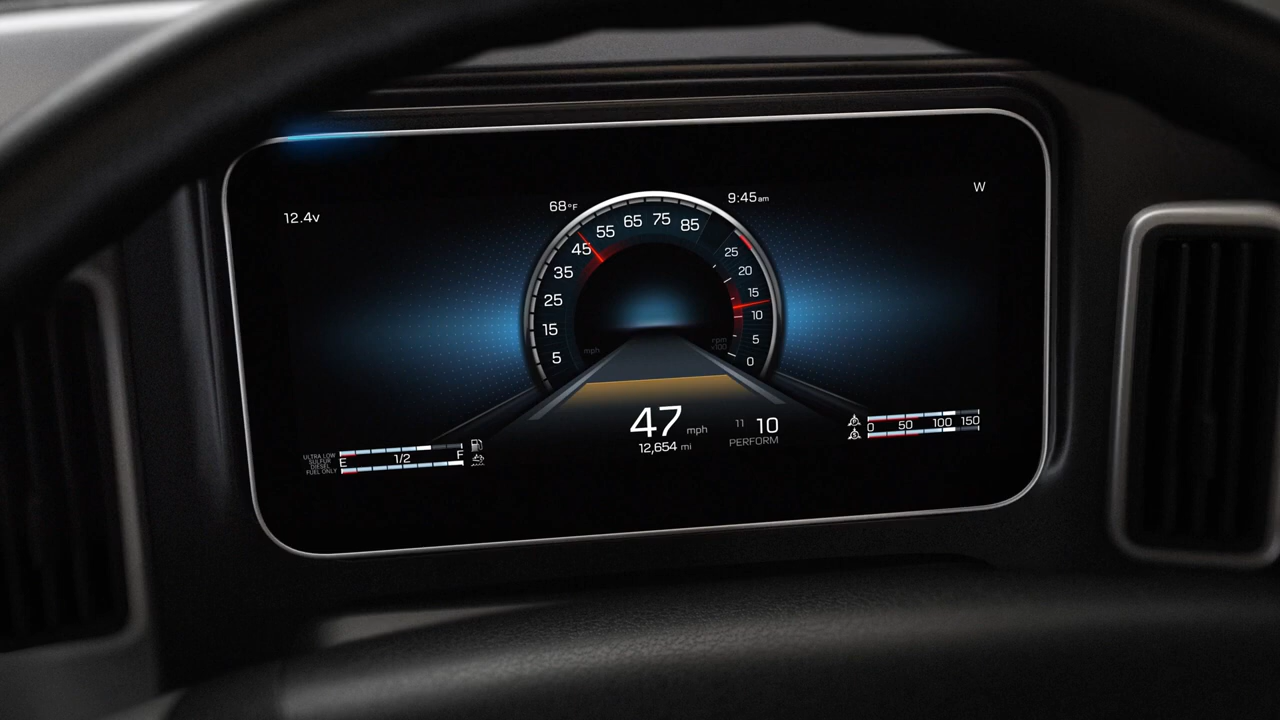 W
12.4v
68°F
9:45am
55 65 75 85
45
35
25
15
5
25
20
15
10
5
0
mph
rpm
x100
47 mph
11 10
12,654 mi
PERFORM
0 50 100 150
ULTRA LOW
SULFUR
DIESEL
FUEL ONLY
E 1/2 F